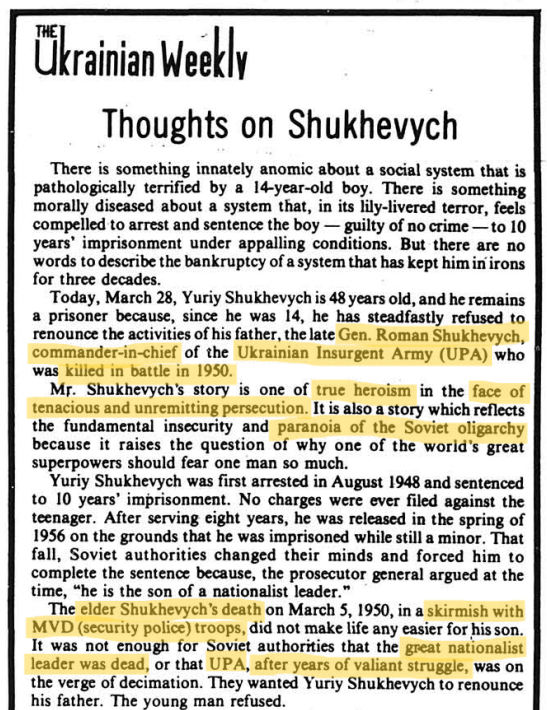 THE
Ukrainian Weekly
Thoughts on Shukhevych
There is something innately anomic about a social system that is
pathologically terrified by a 14-year-old boy. There is something
morally diseased about a system that, in its lily-livered terror, feels
compelled to arrest and sentence the boy — guilty of no crime — to 10
years' imprisonment under appalling conditions. But there are no
words to describe the bankruptcy of a system that has kept him in irons
for three decades.
Today, March 28, Yuriy Shukhevych is 48 years old, and he remains
a prisoner because, since he was 14, he has steadfastly refused to
renounce the activities of his father, the late Gen. Roman Shukhevych,
commander-in-chief of the Ukrainian Insurgent Army (UPA) who
was killed in battle in 1950.
Mr. Shukhevych's story is one of true heroism in the face of
tenacious and unremitting persecution. It is also a story which reflects
the fundamental insecurity and paranoia of the Soviet oligarchy
because it raises the question of why one of the world's great
superpowers should fear one man so much.
Yuriy Shukhevych was first arrested in August 1948 and sentenced
to 10 years' imprisonment. No charges were ever filed against the
teenager. After serving eight years, he was released in the spring of
1956 on the grounds that he was imprisoned while still a minor. That
fall, Soviet authorities changed their minds and forced him to
complete the sentence because, the prosecutor general argued at the
time, "he is the son of a nationalist leader."
The elder Shukhevych's death on March 5, 1950, in a skirmish with
MVD (security police) troops, did not make life any easier for his son.
It was not enough for Soviet authorities that the great nationalist
leader was dead, or that UPA, after years of valiant struggle, was on
the verge of decimation. They wanted Yuriy Shukhevych to renounce
his father. The young man refused.